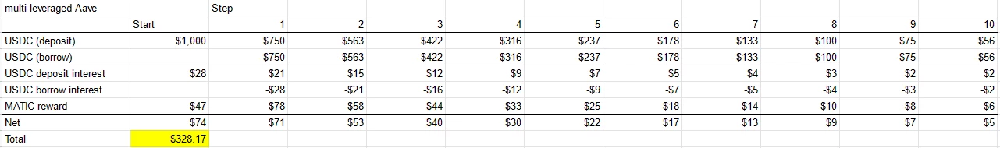 multi leveraged Aave Step
Start 1 2 3 4 5 6 7 8 9 10
USDC (deposit) $1,000 $750 $563 $422 $316 $237 $178 $133 $100 $75 $56
USDC (borrow) -$750 -$563 -$422 -$316 -$237 -$178 -$133 -$100 -$75 -$56
USDC deposit interest $28 $21 $15 $12 $9 $7 $5 $4 $3 $2 $2
USDC borrow interest -$28 -$21 -$16 -$12 -$9 -$7 -$5 -$4 -$3 -$2
MATIC reward $47 $78 $58 $44 $33 $25 $18 $14 $10 $8 $6
Net $74 $71 $53 $40 $30 $22 $17 $13 $9 $7 $5
Total $328.17